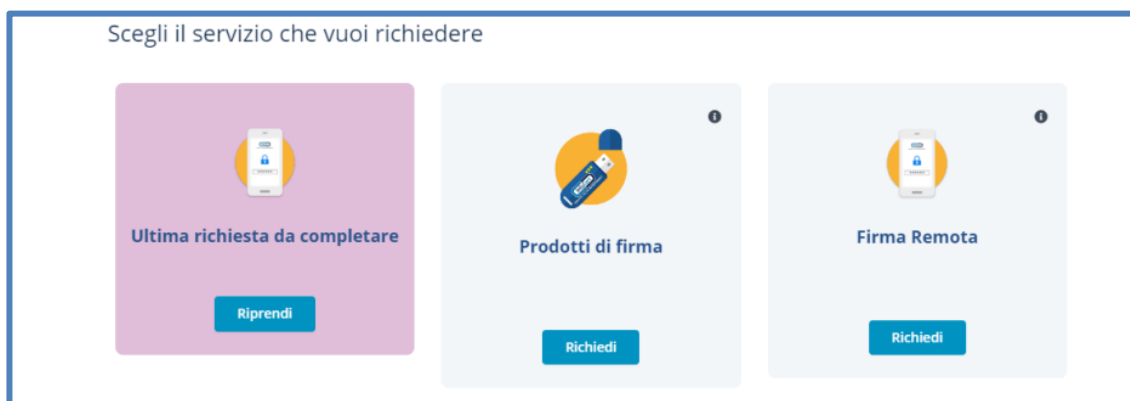 Scegli il servizio che vuoi richiedere
Ultima richiesta da completare
Riprendi
Prodotti di firma
Richiedi
Firma Remota
Richiedi